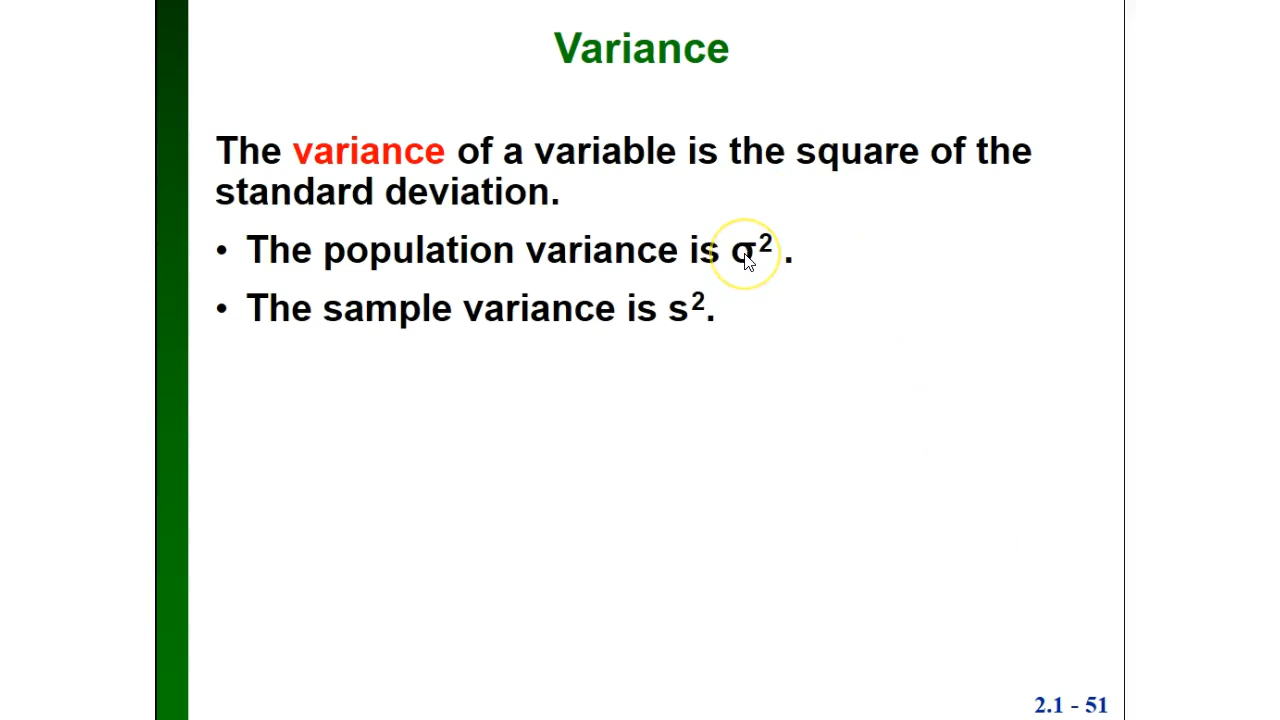 Variance
The variance of a variable is the square of the
standard deviation.
• The population variance is σ².
• The sample variance is s².
2.1 - 51